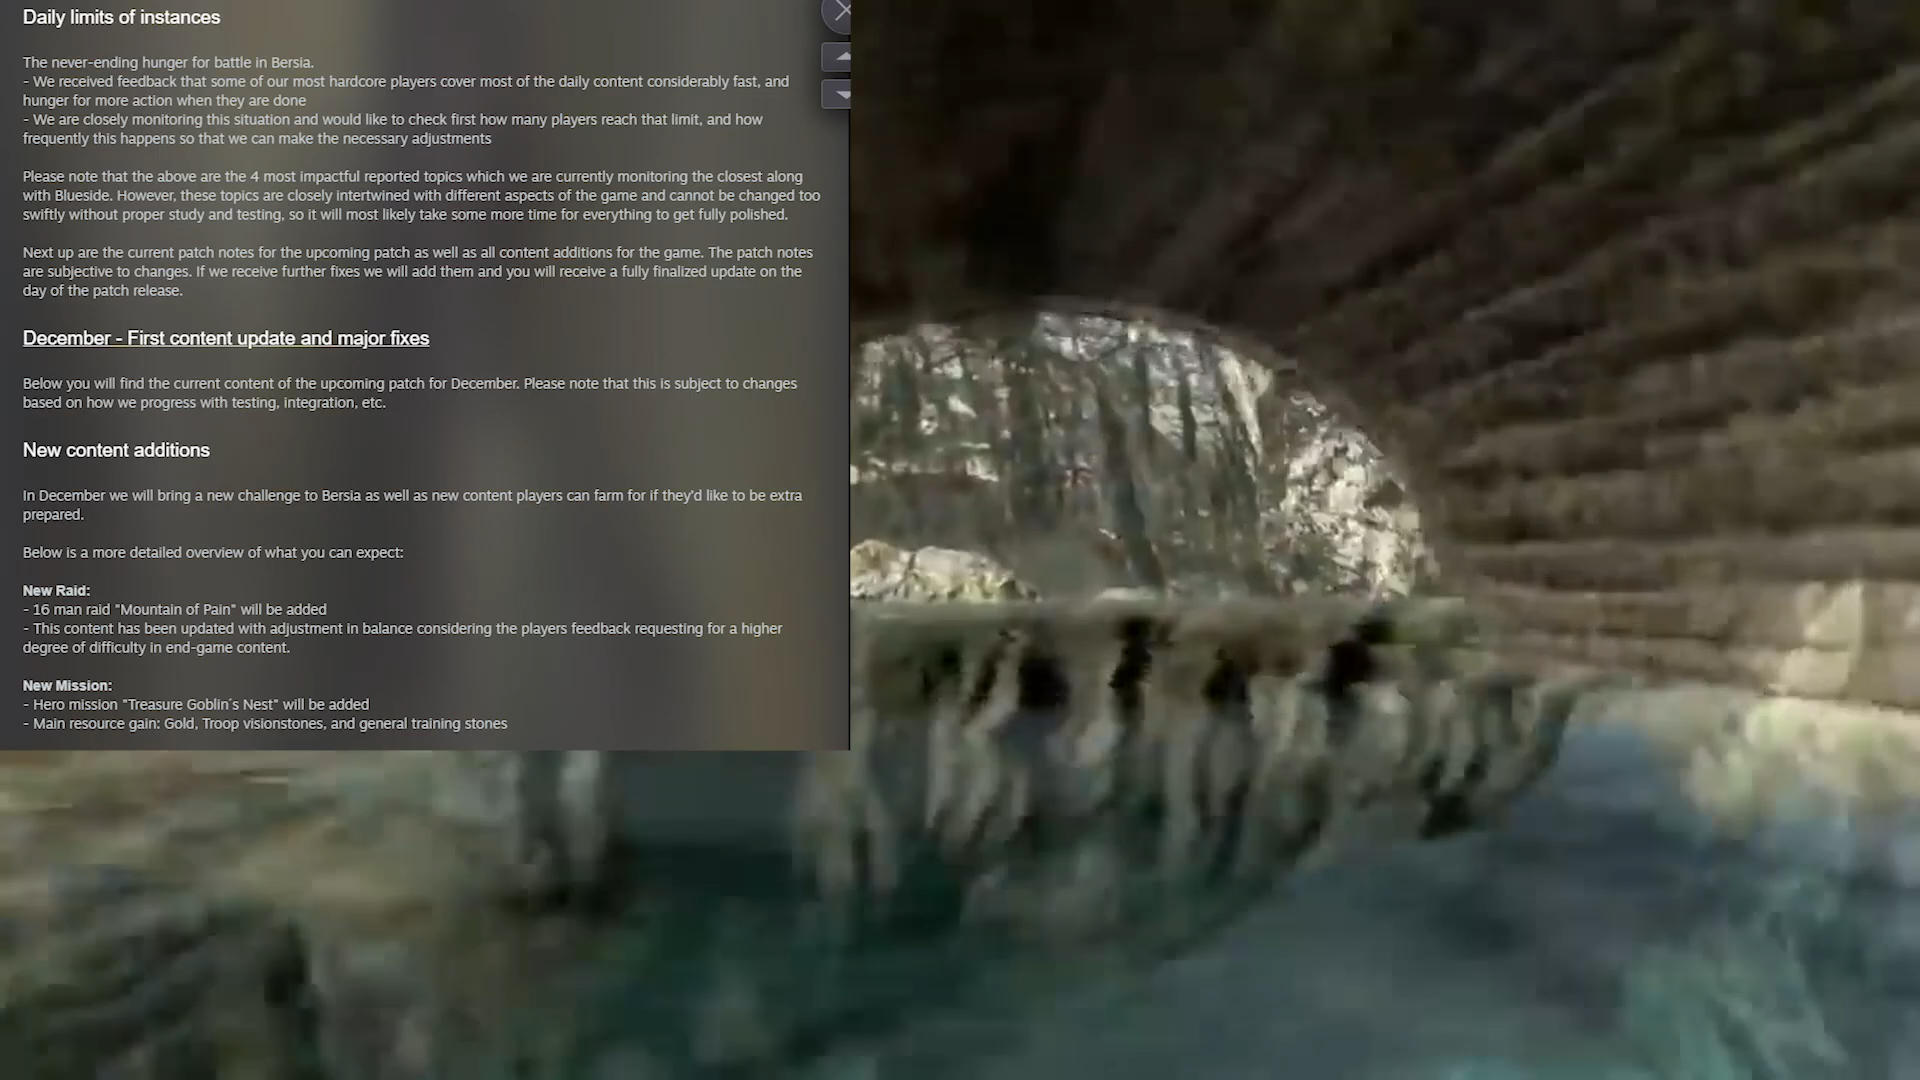 Daily limits of instances
The never-ending hunger for battle in Bersia.
- We received feedback that some of our most hardcore players cover most of the daily content considerably fast, and
hunger for more action when they are done
- We are closely monitoring this situation and would like to check first how many players reach that limit, and how
frequently this happens so that we can make the necessary adjustments
Please note that the above are the 4 most impactful reported topics which we are currently monitoring the closest along
with Blueside. However, these topics are closely intertwined with different aspects of the game and cannot be changed too
swiftly without proper study and testing, so it will most likely take some more time for everything to get fully polished.
Next up are the current patch notes for the upcoming patch as well as all content additions for the game. The patch notes
are subjective to changes. If we receive further fixes we will add them and you will receive a fully finalized update on the
day of the patch release.
December - First content update and major fixes
Below you will find the current content of the upcoming patch for December. Please note that this is subject to changes
based on how we progress with testing, integration, etc.
New content additions
In December we will bring a new challenge to Bersia as well as new content players can farm for if they'd like to be extra
prepared.
Below is a more detailed overview of what you can expect:
New Raid:
- 16 man raid "Mountain of Pain" will be added
- This content has been updated with adjustment in balance considering the players feedback requesting for a higher
degree of difficulty in end-game content.
New Mission:
- Hero mission "Treasure Goblin´s Nest" will be added
- Main resource gain: Gold, Troop visionstones, and general training stones